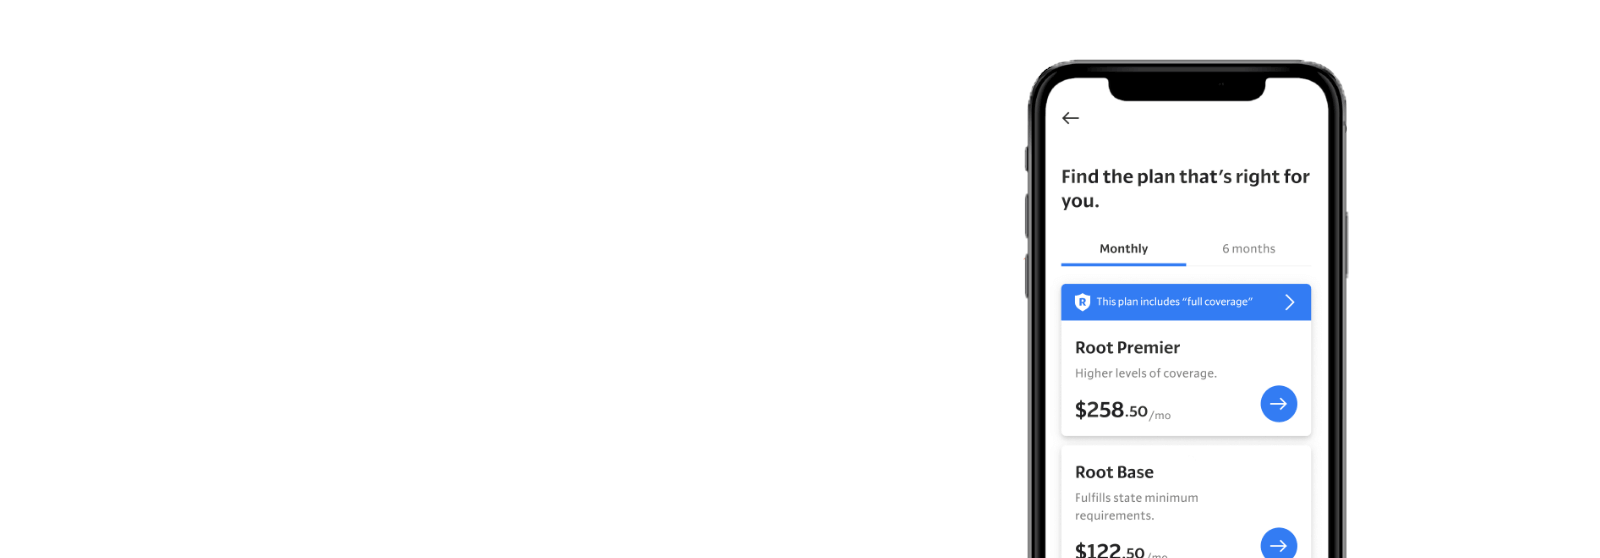 Find the plan that's right for
you.
Monthly
6 months
R
This plan includes “full coverage”
Root Premier
Higher levels of coverage.
$258.50/mo
Root Base
Fulfills state minimum
requirements.
$122.50/mo